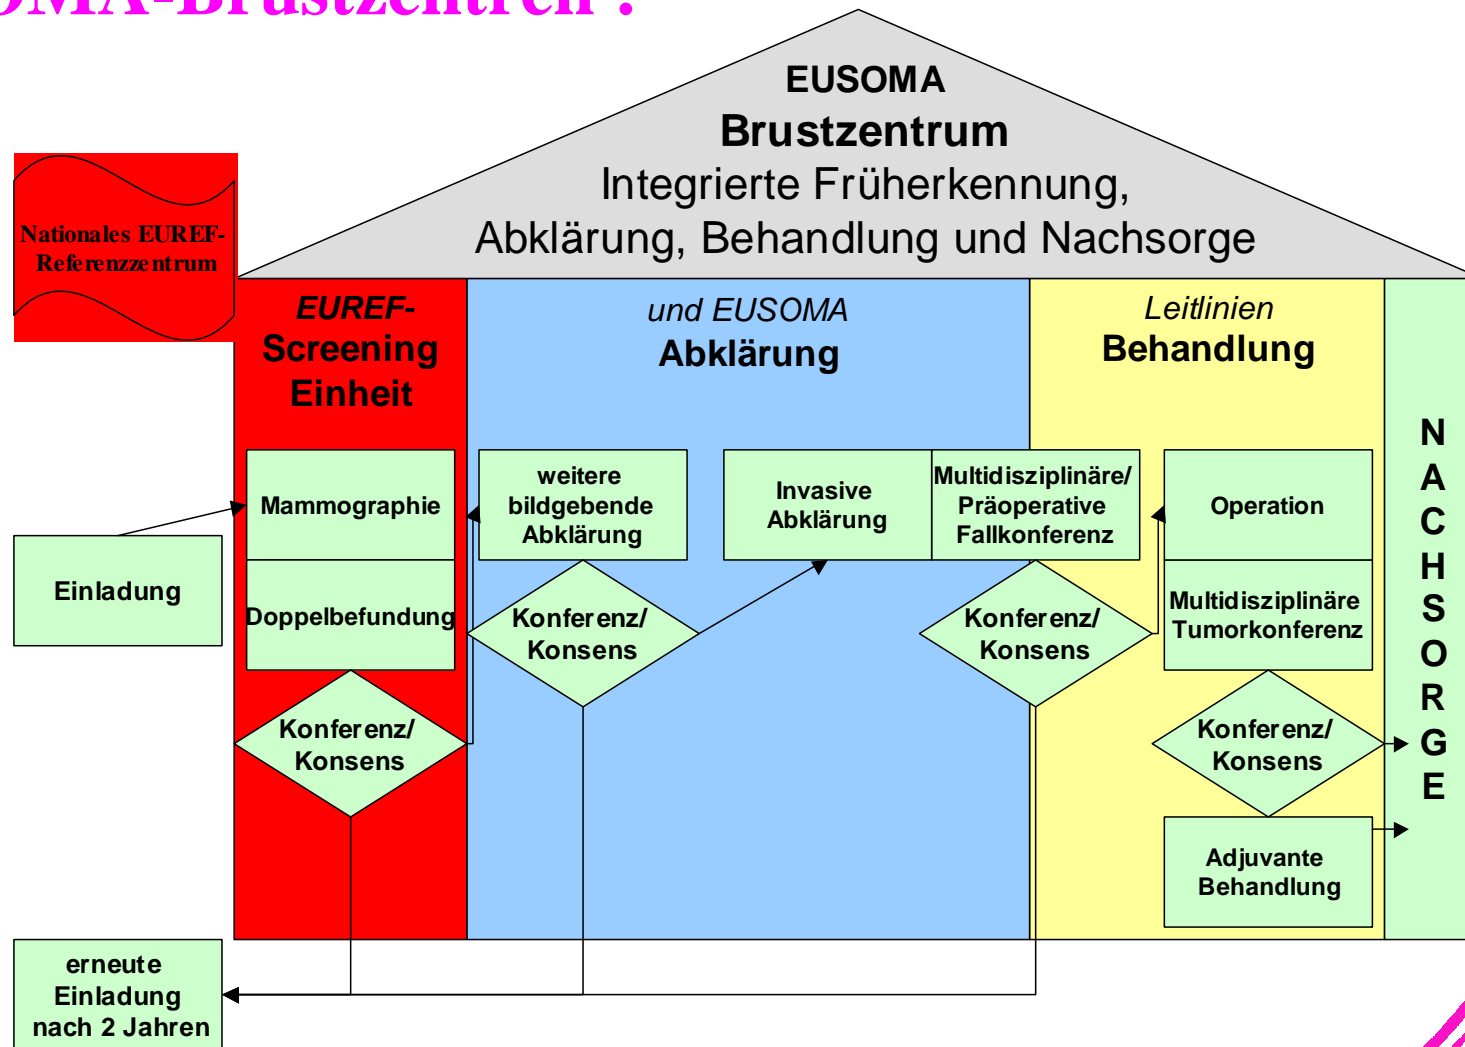 OMA-Brustzentren .
EUSOMA
Brustzentrum
Integrierte Früherkennung,
Abklärung, Behandlung und Nachsorge
Nationales EUREF-
Referenzzentrum
EUREF-
Screening
Einheit
und EUSOMA
Abklärung
Leitlinien
Behandlung
NACHSORGE
Einladung
Mammographie
Doppelbefundung
Konferenz/
Konsens
weitere
bildgebende
Abklärung
Konferenz/
Konsens
Invasive
Abklärung
Multidisziplinäre/
Präoperative
Fallkonferenz
Konferenz/
Konsens
Operation
Multidisziplinäre
Tumorkonferenz
Konferenz/
Konsens
Adjuvante
Behandlung
erneute
Einladung
nach 2 Jahren